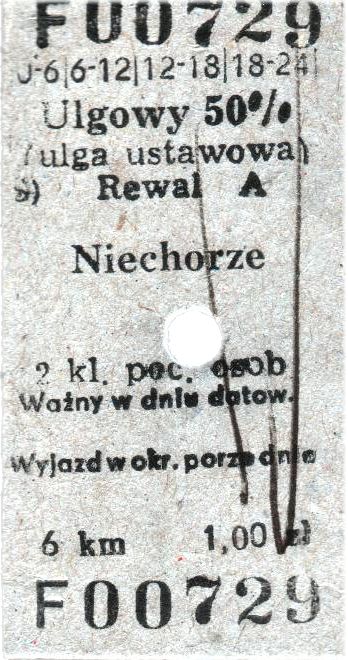 F00729
0-6|6-12|12-18|18-24|
Ulgowy 50%
(ulga ustawowa)
s) Rewal A
Niechorze
2 kl. poc. osob
Ważny w dniu datow.
Wyjazd w okr. porze dnia
6 km 1,00 zł
F00729